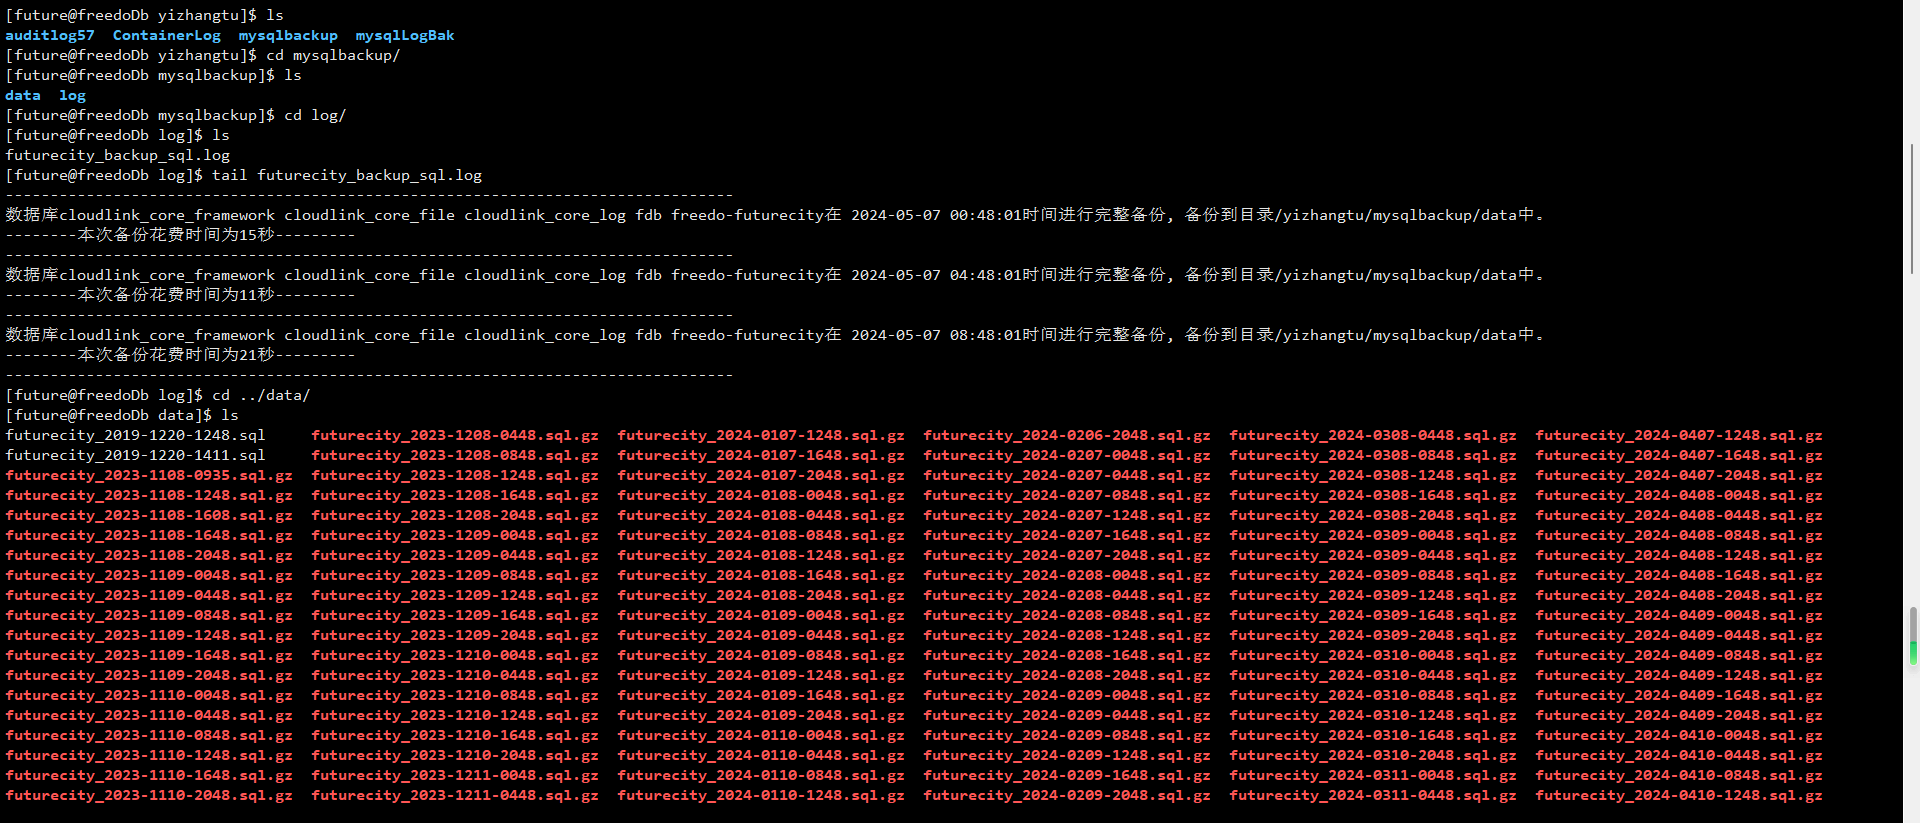 [future@freedoDb yizhangtu]$ ls
auditlog57  ContainerLog  mysqlbackup  mysqlLogBak
[future@freedoDb yizhangtu]$ cd mysqlbackup/
[future@freedoDb mysqlbackup]$ ls
data  log
[future@freedoDb mysqlbackup]$ cd log/
[future@freedoDb log]$ ls
futurecity_backup_sql.log
[future@freedoDb log]$ tail futurecity_backup_sql.log
---------------------------------------------------------------------------------
数据库cloudlink_core_framework cloudlink_core_file cloudlink_core_log fdb freedo-futurecity在 2024-05-07 00:48:01时间进行完整备份, 备份到目录/yizhangtu/mysqlbackup/data中。
--------本次备份花费时间为15秒---------
---------------------------------------------------------------------------------
数据库cloudlink_core_framework cloudlink_core_file cloudlink_core_log fdb freedo-futurecity在 2024-05-07 04:48:01时间进行完整备份, 备份到目录/yizhangtu/mysqlbackup/data中。
--------本次备份花费时间为11秒---------
---------------------------------------------------------------------------------
数据库cloudlink_core_framework cloudlink_core_file cloudlink_core_log fdb freedo-futurecity在 2024-05-07 08:48:01时间进行完整备份, 备份到目录/yizhangtu/mysqlbackup/data中。
--------本次备份花费时间为21秒---------
---------------------------------------------------------------------------------
[future@freedoDb log]$ cd ../data/
[future@freedoDb data]$ ls
futurecity_2019-1220-1248.sql     futurecity_2023-1208-0448.sql.gz  futurecity_2024-0107-1248.sql.gz  futurecity_2024-0206-2048.sql.gz  futurecity_2024-0308-0448.sql.gz  futurecity_2024-0407-1248.sql.gz
futurecity_2019-1220-1411.sql     futurecity_2023-1208-0848.sql.gz  futurecity_2024-0107-1648.sql.gz  futurecity_2024-0207-0048.sql.gz  futurecity_2024-0308-0848.sql.gz  futurecity_2024-0407-1648.sql.gz
futurecity_2023-1108-0935.sql.gz  futurecity_2023-1208-1248.sql.gz  futurecity_2024-0107-2048.sql.gz  futurecity_2024-0207-0448.sql.gz  futurecity_2024-0308-1248.sql.gz  futurecity_2024-0407-2048.sql.gz
futurecity_2023-1108-1248.sql.gz  futurecity_2023-1208-1648.sql.gz  futurecity_2024-0108-0048.sql.gz  futurecity_2024-0207-0848.sql.gz  futurecity_2024-0308-1648.sql.gz  futurecity_2024-0408-0048.sql.gz
futurecity_2023-1108-1608.sql.gz  futurecity_2023-1208-2048.sql.gz  futurecity_2024-0108-0448.sql.gz  futurecity_2024-0207-1248.sql.gz  futurecity_2024-0308-2048.sql.gz  futurecity_2024-0408-0448.sql.gz
futurecity_2023-1108-1648.sql.gz  futurecity_2023-1209-0048.sql.gz  futurecity_2024-0108-0848.sql.gz  futurecity_2024-0207-1648.sql.gz  futurecity_2024-0309-0048.sql.gz  futurecity_2024-0408-0848.sql.gz
futurecity_2023-1108-2048.sql.gz  futurecity_2023-1209-0448.sql.gz  futurecity_2024-0108-1248.sql.gz  futurecity_2024-0207-2048.sql.gz  futurecity_2024-0309-0448.sql.gz  futurecity_2024-0408-1248.sql.gz
futurecity_2023-1109-0048.sql.gz  futurecity_2023-1209-0848.sql.gz  futurecity_2024-0108-1648.sql.gz  futurecity_2024-0208-0048.sql.gz  futurecity_2024-0309-0848.sql.gz  futurecity_2024-0408-1648.sql.gz
futurecity_2023-1109-0448.sql.gz  futurecity_2023-1209-1248.sql.gz  futurecity_2024-0108-2048.sql.gz  futurecity_2024-0208-0448.sql.gz  futurecity_2024-0309-1248.sql.gz  futurecity_2024-0408-2048.sql.gz
futurecity_2023-1109-0848.sql.gz  futurecity_2023-1209-1648.sql.gz  futurecity_2024-0109-0048.sql.gz  futurecity_2024-0208-0848.sql.gz  futurecity_2024-0309-1648.sql.gz  futurecity_2024-0409-0048.sql.gz
futurecity_2023-1109-1248.sql.gz  futurecity_2023-1209-2048.sql.gz  futurecity_2024-0109-0448.sql.gz  futurecity_2024-0208-1248.sql.gz  futurecity_2024-0309-2048.sql.gz  futurecity_2024-0409-0448.sql.gz
futurecity_2023-1109-1648.sql.gz  futurecity_2023-1210-0048.sql.gz  futurecity_2024-0109-0848.sql.gz  futurecity_2024-0208-1648.sql.gz  futurecity_2024-0310-0048.sql.gz  futurecity_2024-0409-0848.sql.gz
futurecity_2023-1109-2048.sql.gz  futurecity_2023-1210-0448.sql.gz  futurecity_2024-0109-1248.sql.gz  futurecity_2024-0208-2048.sql.gz  futurecity_2024-0310-0448.sql.gz  futurecity_2024-0409-1248.sql.gz
futurecity_2023-1110-0048.sql.gz  futurecity_2023-1210-0848.sql.gz  futurecity_2024-0109-1648.sql.gz  futurecity_2024-0209-0048.sql.gz  futurecity_2024-0310-0848.sql.gz  futurecity_2024-0409-1648.sql.gz
futurecity_2023-1110-0448.sql.gz  futurecity_2023-1210-1248.sql.gz  futurecity_2024-0109-2048.sql.gz  futurecity_2024-0209-0448.sql.gz  futurecity_2024-0310-1248.sql.gz  futurecity_2024-0409-2048.sql.gz
futurecity_2023-1110-0848.sql.gz  futurecity_2023-1210-1648.sql.gz  futurecity_2024-0110-0048.sql.gz  futurecity_2024-0209-0848.sql.gz  futurecity_2024-0310-1648.sql.gz  futurecity_2024-0410-0048.sql.gz
futurecity_2023-1110-1248.sql.gz  futurecity_2023-1210-2048.sql.gz  futurecity_2024-0110-0448.sql.gz  futurecity_2024-0209-1248.sql.gz  futurecity_2024-0310-2048.sql.gz  futurecity_2024-0410-0448.sql.gz
futurecity_2023-1110-1648.sql.gz  futurecity_2023-1211-0048.sql.gz  futurecity_2024-0110-0848.sql.gz  futurecity_2024-0209-1648.sql.gz  futurecity_2024-0311-0048.sql.gz  futurecity_2024-0410-0848.sql.gz
futurecity_2023-1110-2048.sql.gz  futurecity_2023-1211-0448.sql.gz  futurecity_2024-0110-1248.sql.gz  futurecity_2024-0209-2048.sql.gz  futurecity_2024-0311-0448.sql.gz  futurecity_2024-0410-1248.sql.gz